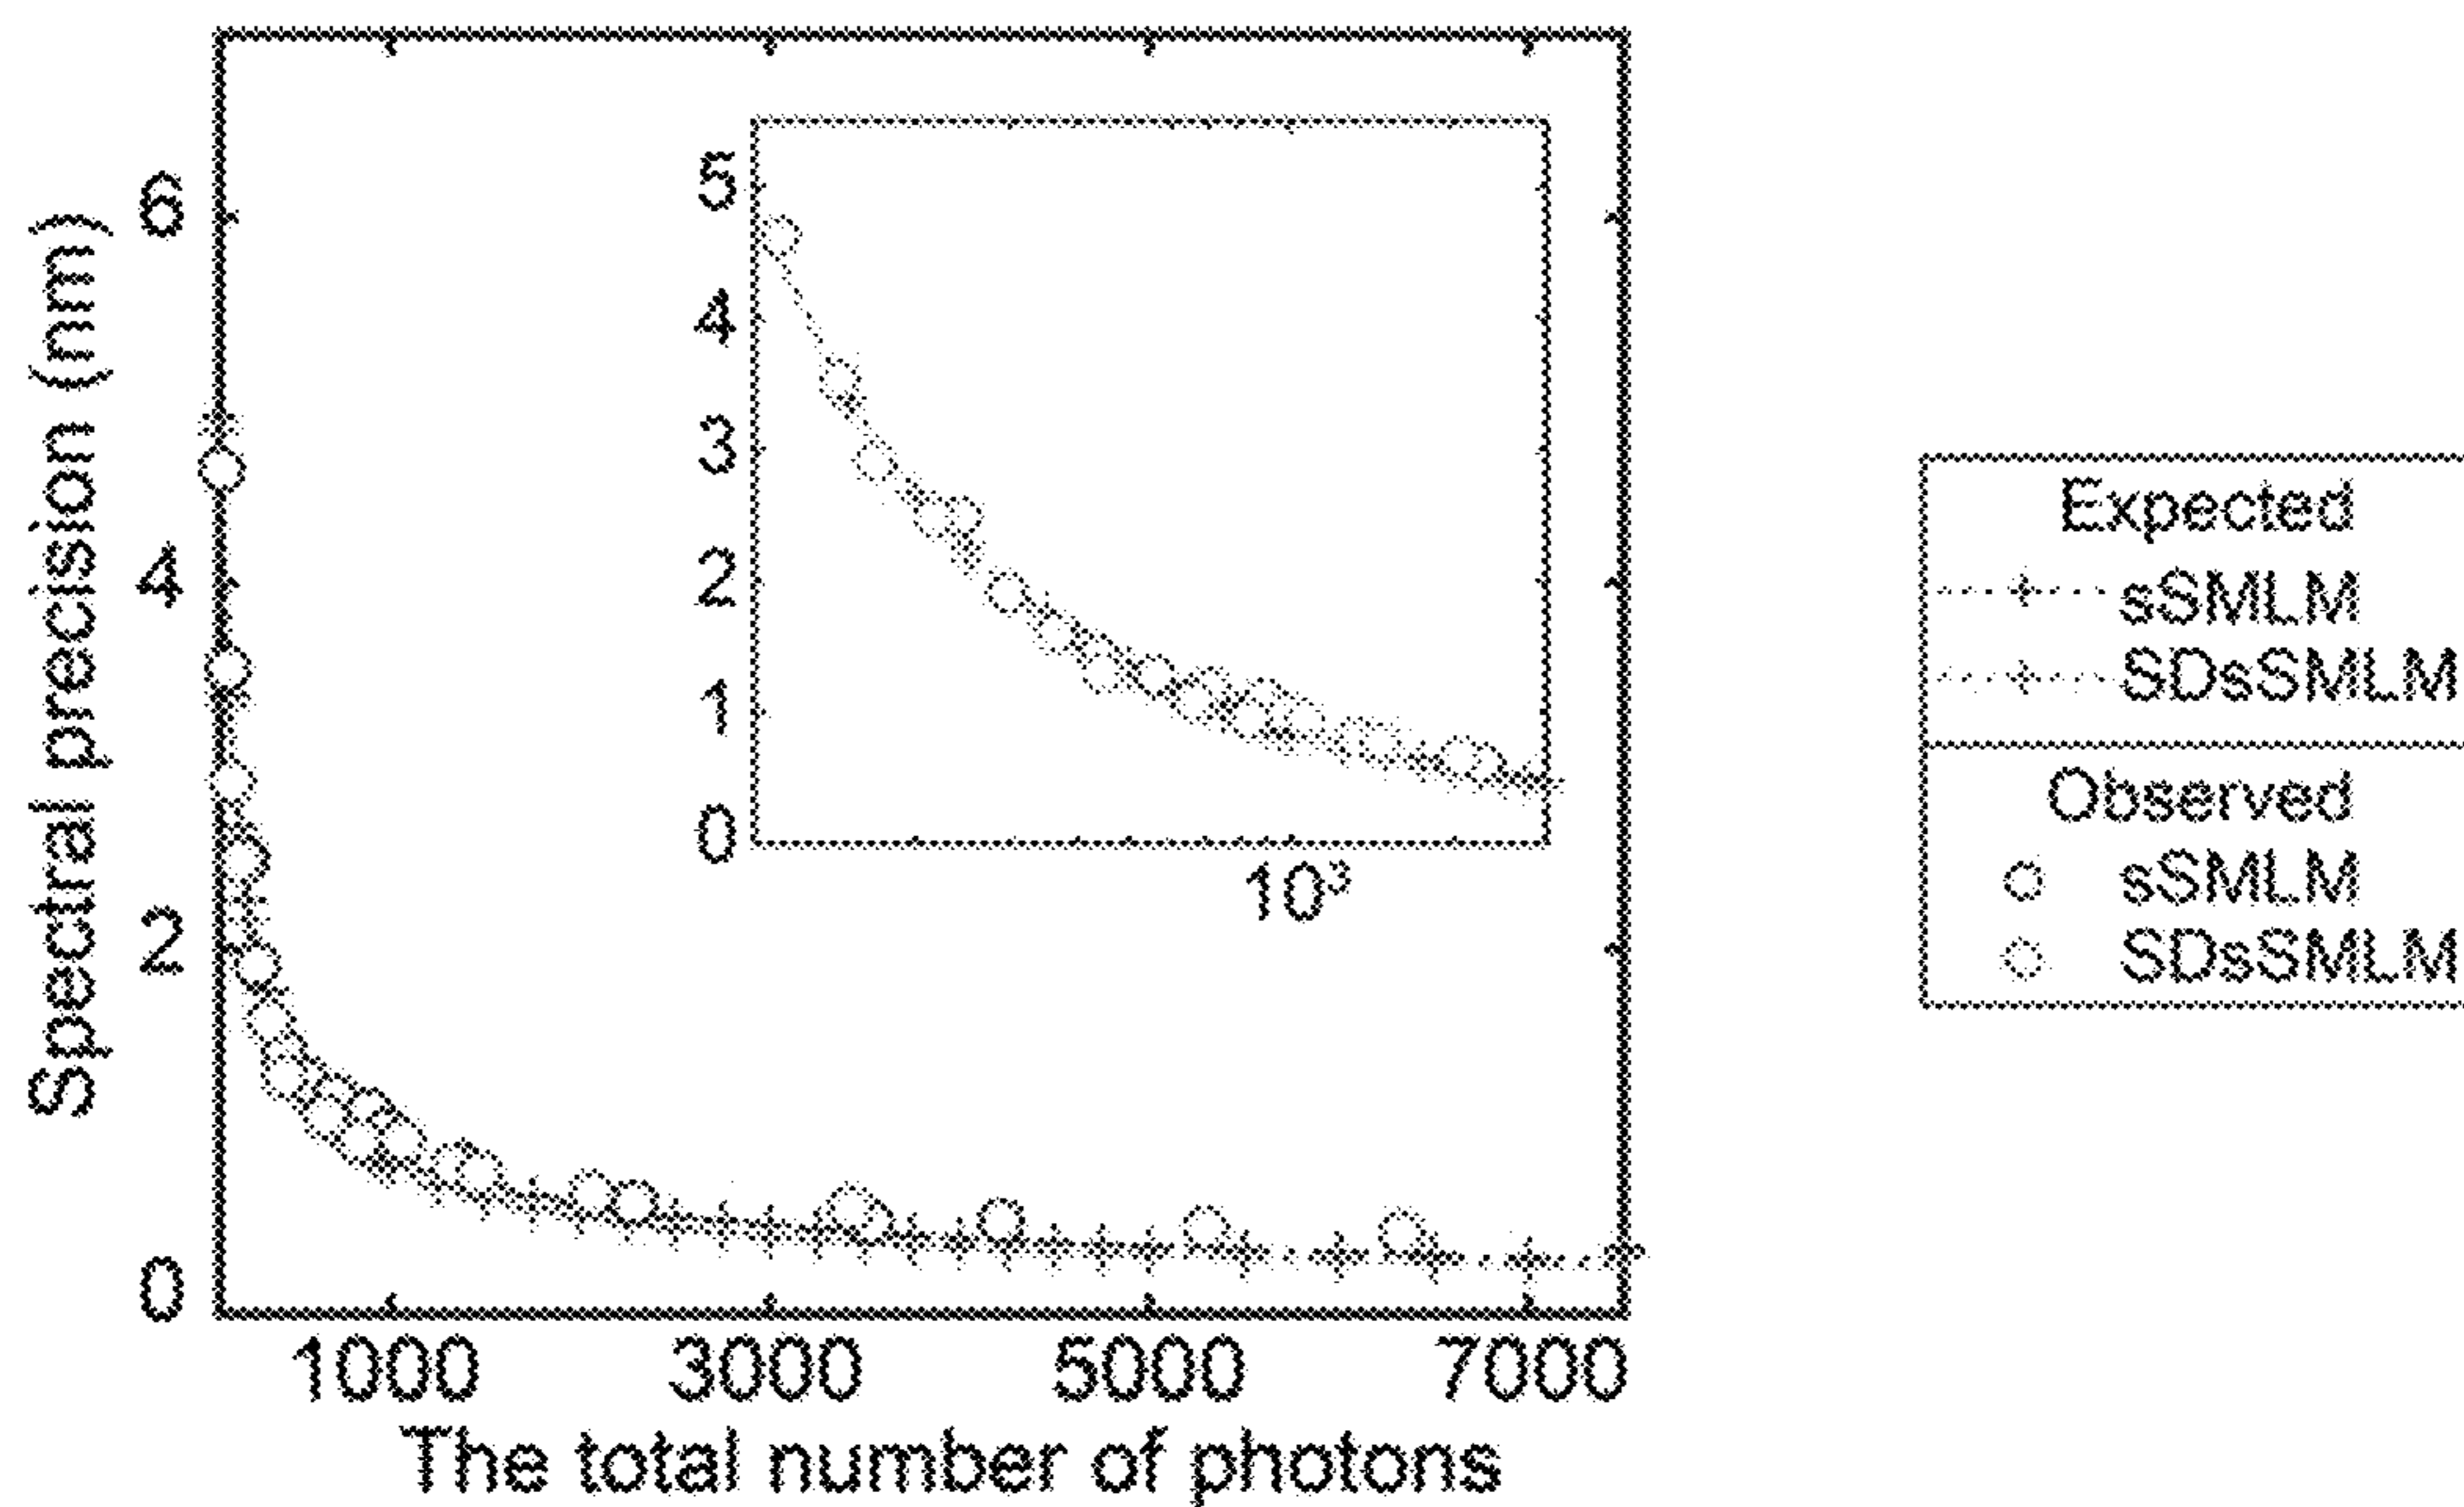 Spectral precision (nm)
6
4
2
0
5
4
3
2
1
0
10³
1000 3000 5000 7000
The total number of photons
Expected
sSMLM
SDsSMLM
Observed
sSMLM
SDsSMLM